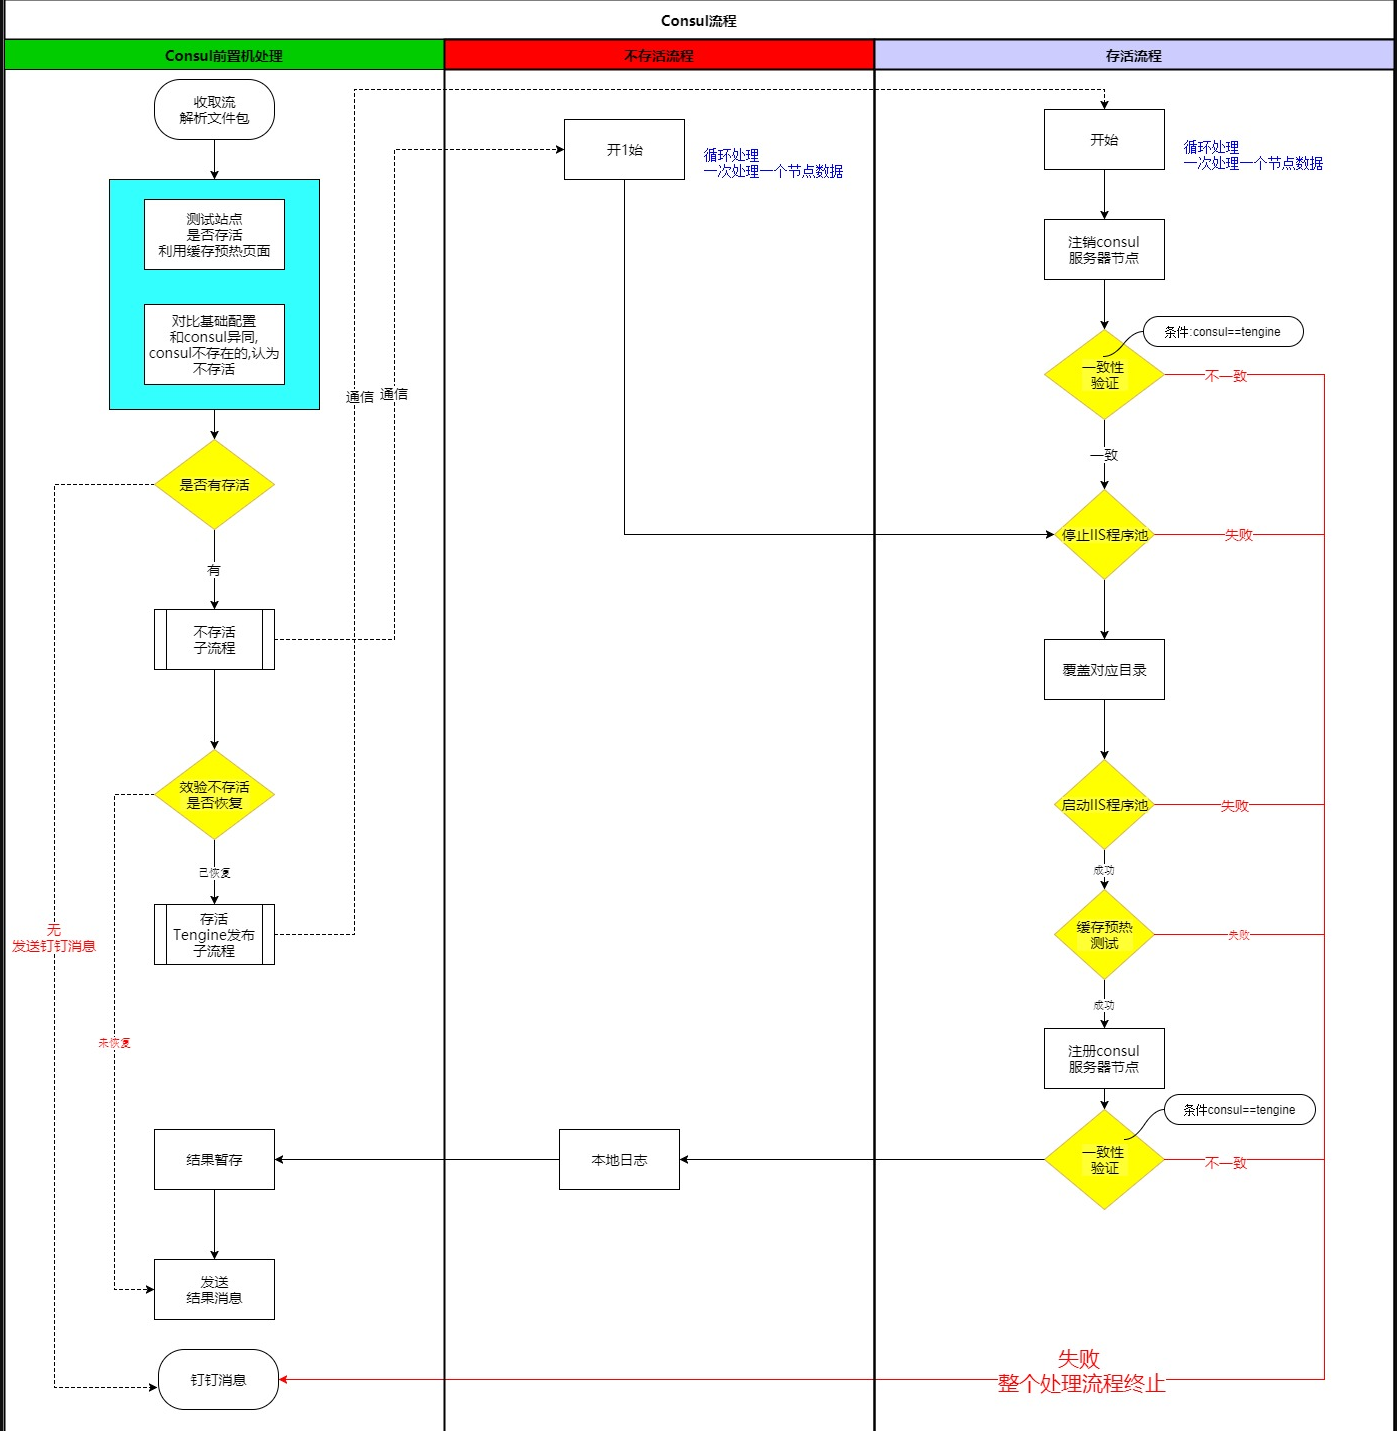 Consul流程
Consul前置机处理
不存活流程
存活流程
收取流
解析文件包
测试站点
是否存活
利用缓存预热页面
对比基础配置
和consul异同,
consul不存在的,认为
不存活
是否有存活
有
不存活
子流程
效验不存活
是否恢复
已恢复
存活
Tengine发布
子流程
无
发送钉钉消息
未恢复
结果暂存
发送
结果消息
钉钉消息
通信
通信
开1始
循环处理
一次处理一个节点数据
本地日志
开始
循环处理
一次处理一个节点数据
注销consul
服务器节点
条件:consul==tengine
一致性
验证
不一致
一致
停止IIS程序池
失败
覆盖对应目录
启动IIS程序池
失败
成功
缓存预热
测试
失败
成功
注册consul
服务器节点
条件consul==tengine
一致性
验证
不一致
失败
整个处理流程终止